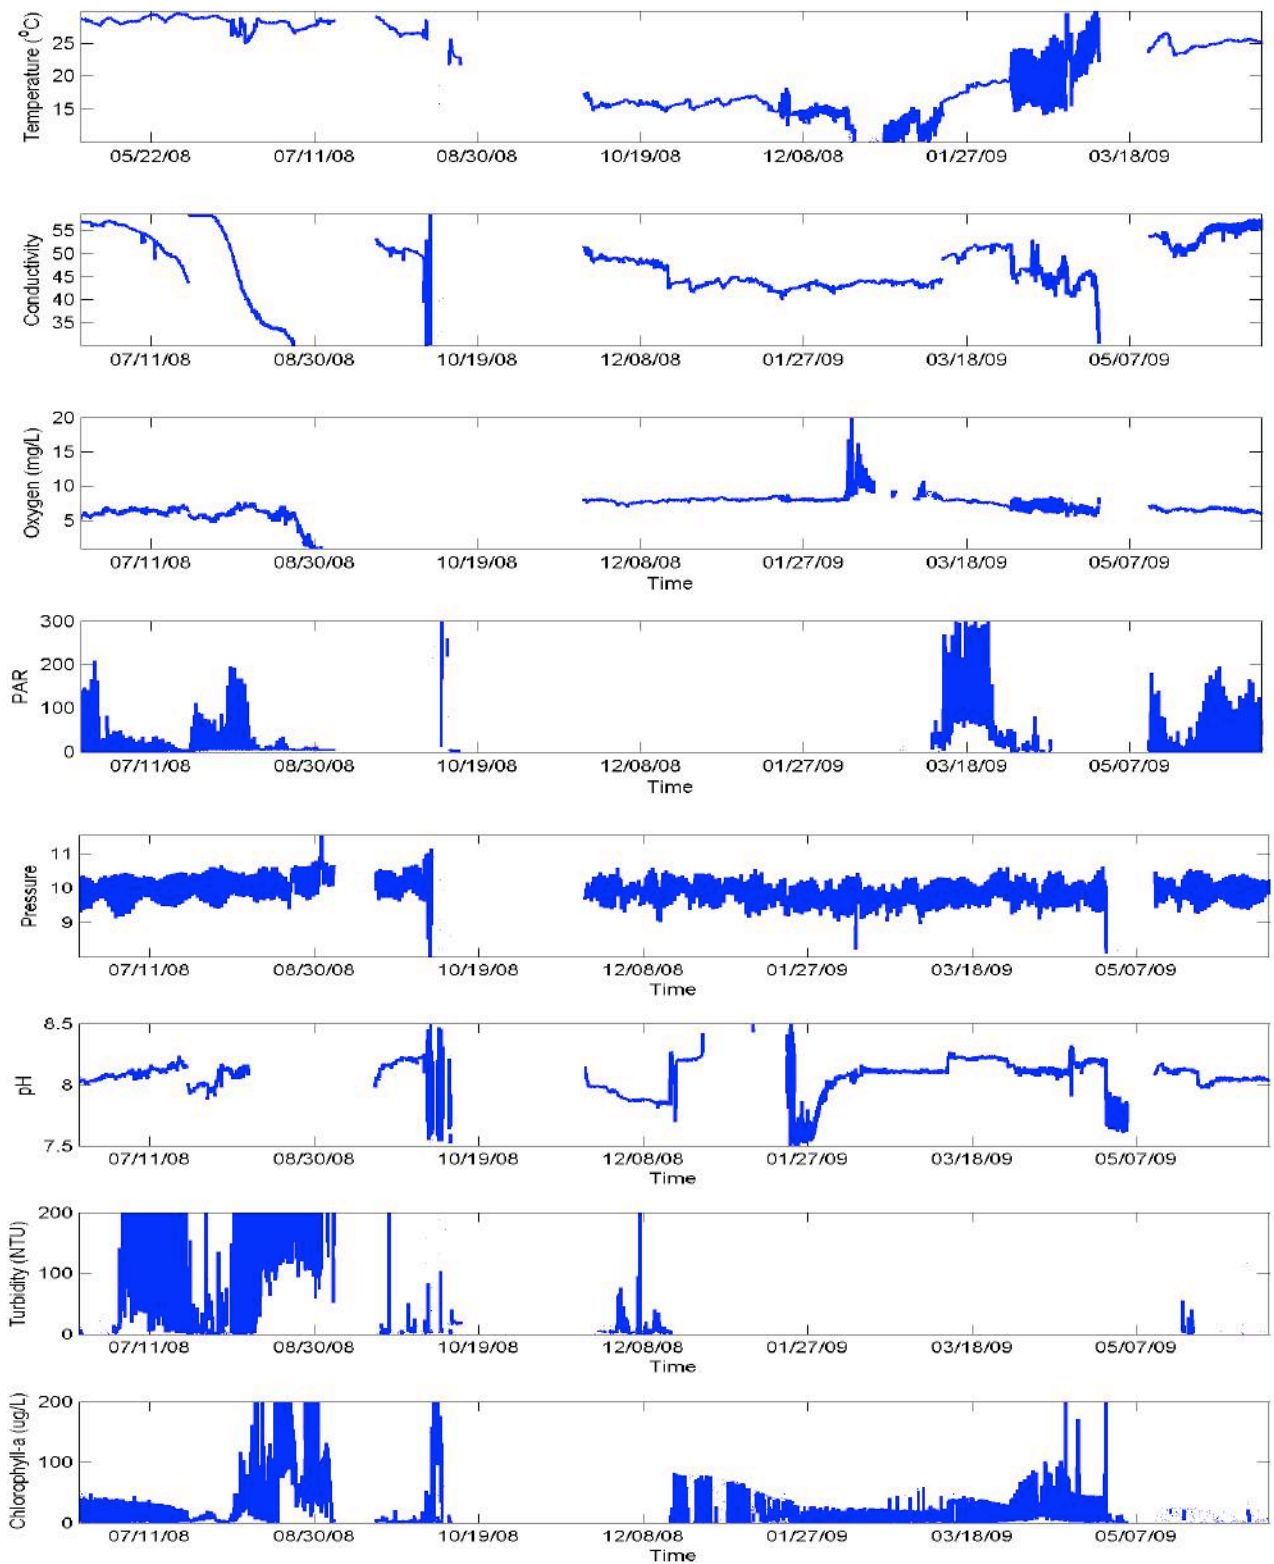 Temperature (⁰C)
25
20
15
05/22/08 07/11/08 08/30/08 10/19/08 12/08/08 01/27/09 03/18/09
Conductivity
55
50
45
40
35
07/11/08 08/30/08 10/19/08 12/08/08 01/27/09 03/18/09 05/07/09
Oxygen (mg/L)
20
15
10
5
07/11/08 08/30/08 10/19/08 12/08/08 01/27/09 03/18/09 05/07/09
Time
PAR
300
200
100
0
07/11/08 08/30/08 10/19/08 12/08/08 01/27/09 03/18/09 05/07/09
Time
Pressure
11
10
9
07/11/08 08/30/08 10/19/08 12/08/08 01/27/09 03/18/09 05/07/09
Time
pH
8.5
8
7.5
07/11/08 08/30/08 10/19/08 12/08/08 01/27/09 03/18/09 05/07/09
Time
Turbidity (NTU)
200
100
0
07/11/08 08/30/08 10/19/08 12/08/08 01/27/09 03/18/09 05/07/09
Time
Chlorophyll-a (ug/L)
200
100
0
07/11/08 08/30/08 10/19/08 12/08/08 01/27/09 03/18/09 05/07/09
Time